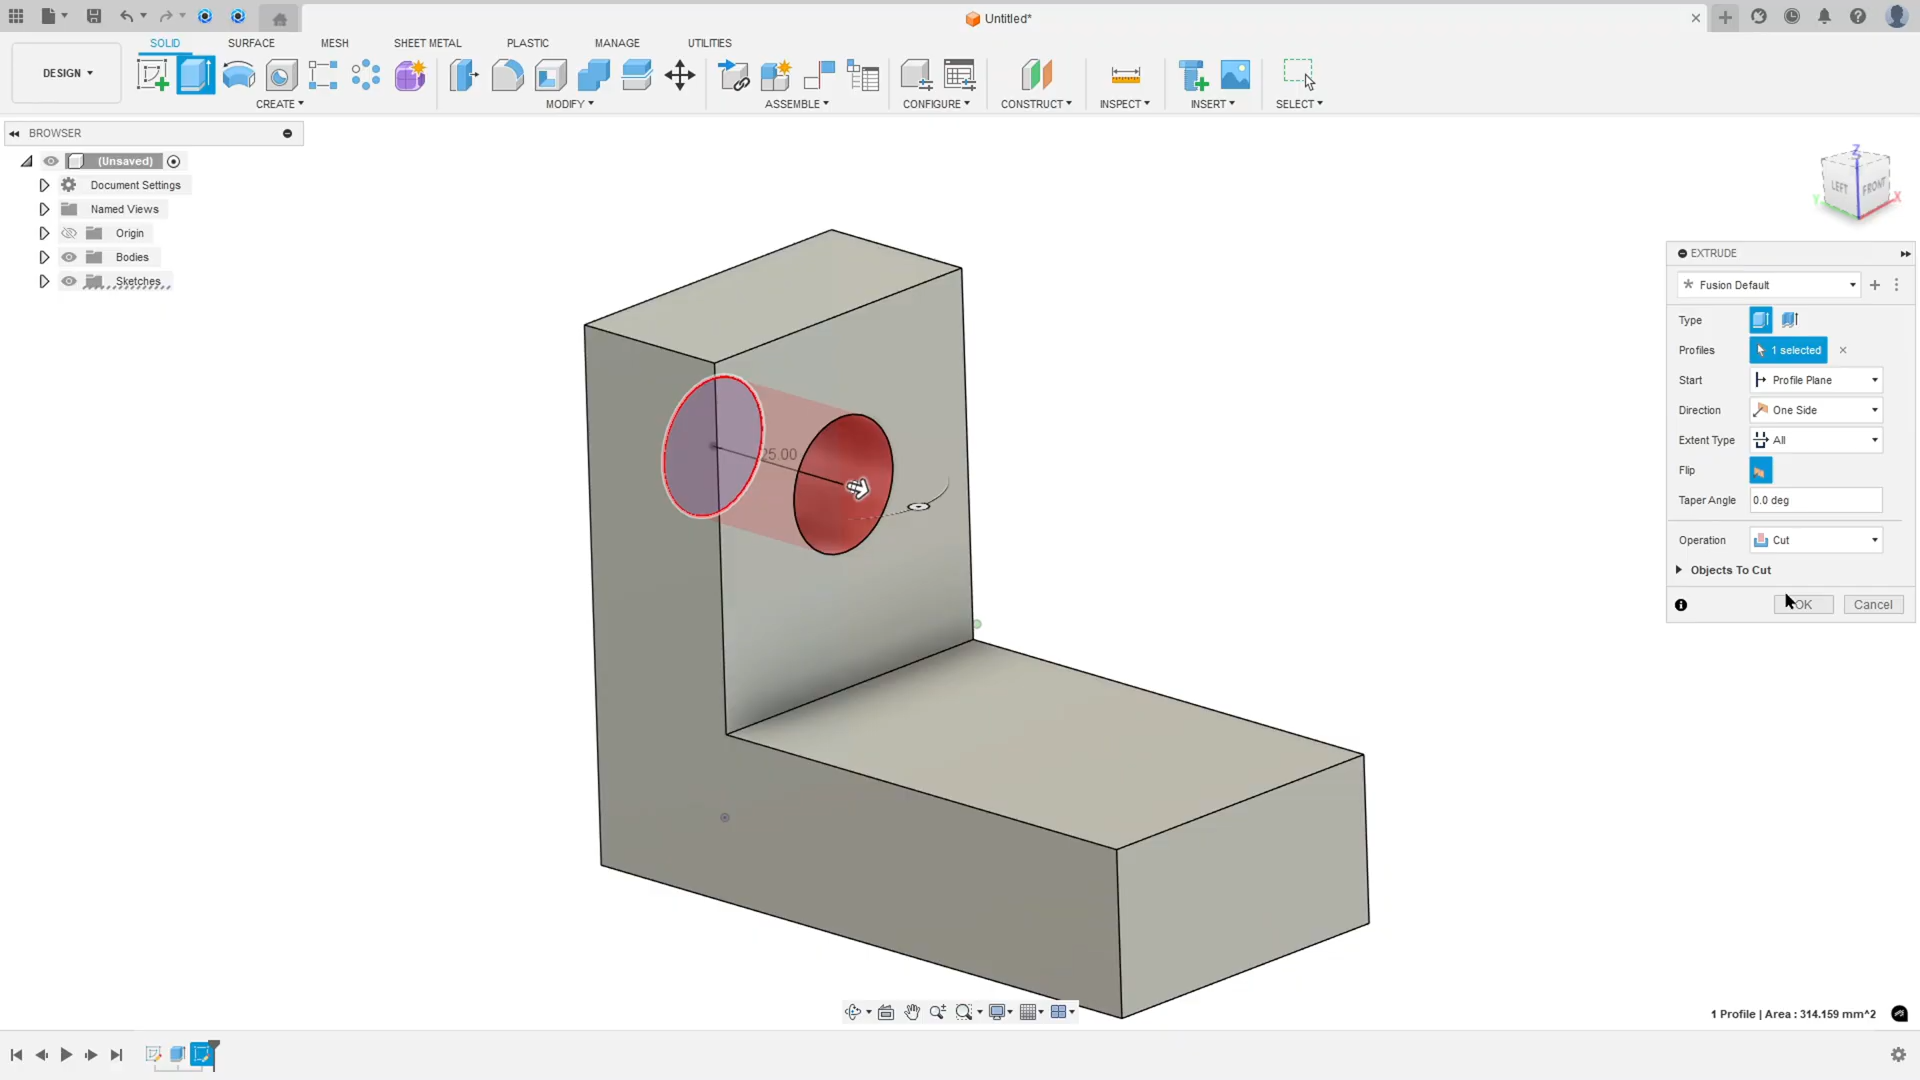 Untitled*
DESIGN
SOLID SURFACE MESH SHEET METAL PLASTIC MANAGE UTILITIES
CREATE MODIFY ASSEMBLE CONFIGURE CONSTRUCT INSPECT INSERT SELECT
BROWSER
(Unsaved)
Document Settings
Named Views
Origin
Bodies
Sketches
Z
LEFT FRONT
Y X
25.00
EXTRUDE
Fusion Default
Type
Profiles 1 selected
Start Profile Plane
Direction One Side
Extent Type All
Flip
Taper Angle 0.0 deg
Operation Cut
Objects To Cut
OK Cancel
1 Profile | Area : 314.159 mm^2